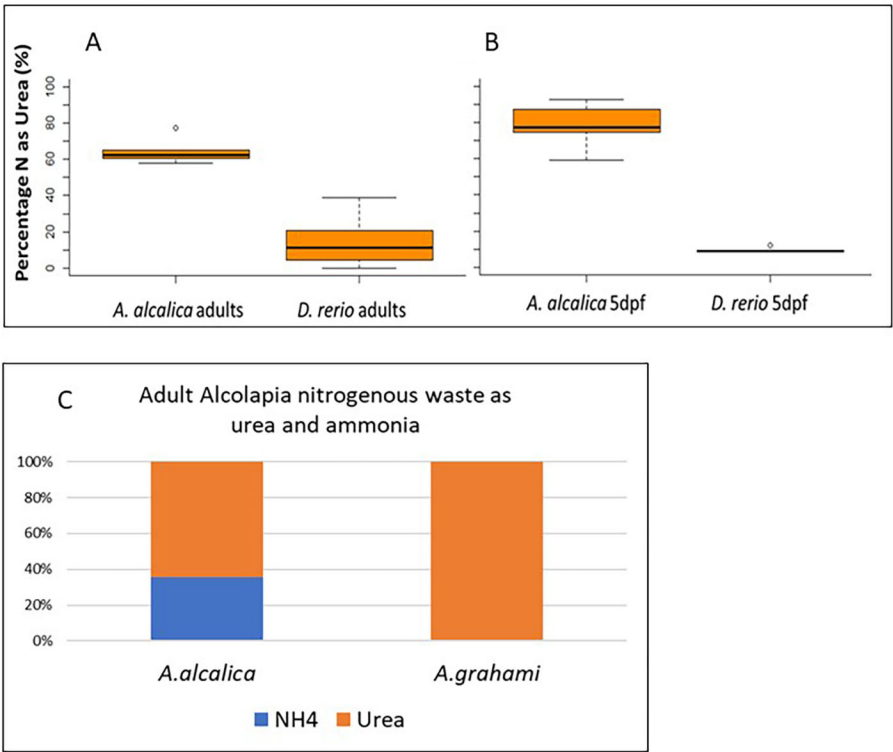 A
B
Percentage N as Urea (%)
100
80
60
40
20
0
A. alcalica adults
D. rerio adults
A. alcalica 5dpf
D. rerio 5dpf
C
Adult Alcolapia nitrogenous waste as
urea and ammonia
100%
80%
60%
40%
20%
0%
A.alcalica
A.grahami
NH4
Urea